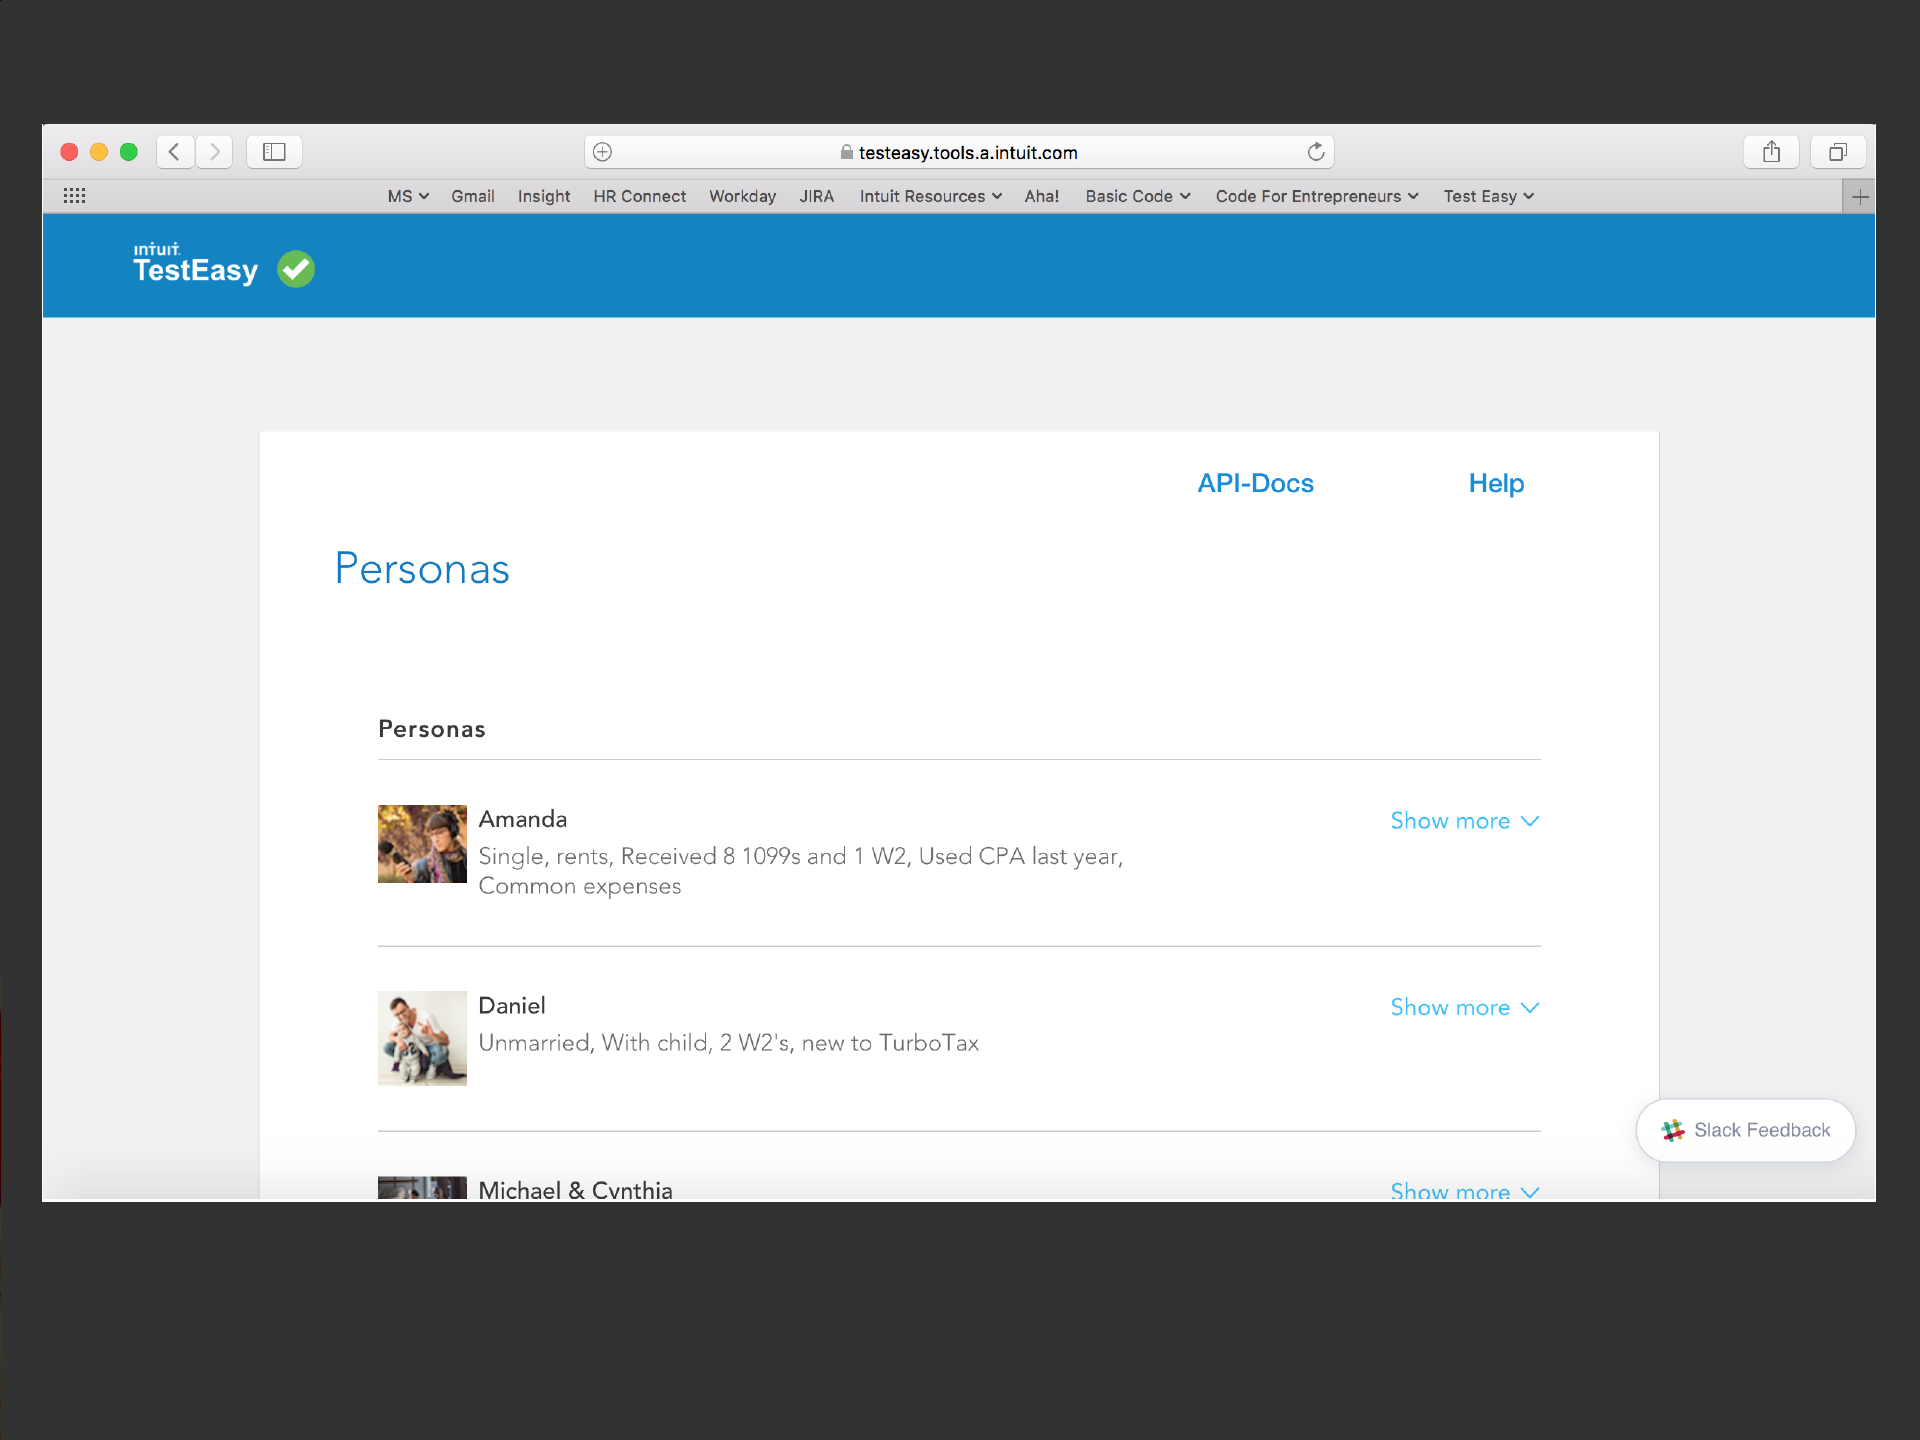 testeasy.tools.a.intuit.com
MS Gmail Insight HR Connect Workday JIRA Intuit Resources Aha! Basic Code Code For Entrepreneurs Test Easy
ıntuıt.
TestEasy
API-Docs Help
Personas
Personas
Amanda Show more
Single, rents, Received 8 1099s and 1 W2, Used CPA last year,
Common expenses
Daniel Show more
Unmarried, With child, 2 W2's, new to TurboTax
Slack Feedback
Michael & Cynthia Show more